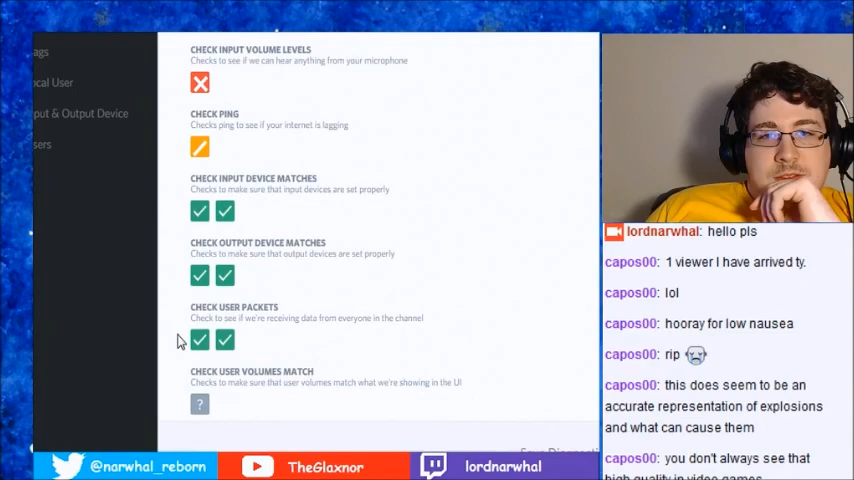 ags
ocal User
put & Output Device
sers
CHECK INPUT VOLUME LEVELS
Checks to see if we can hear anything from your microphone
CHECK PING
Checks ping to see if your internet is lagging
CHECK INPUT DEVICE MATCHES
Checks to make sure that input devices are set properly
CHECK OUTPUT DEVICE MATCHES
Checks to make sure that output devices are set properly
CHECK USER PACKETS
Check to see if we're receiving data from everyone in the channel
CHECK USER VOLUMES MATCH
Checks to make sure that user volumes match what we're showing in the UI
?
lordnarwhal: hello pls
capos00: 1 viewer I have arrived ty.
capos00: lol
capos00: hooray for low nausea
capos00: rip
capos00: this does seem to be an
accurate representation of explosions
and what can cause them
capos00: you don't always see that
high quality in video games
@narwhal_reborn
TheGlaxnor
lordnarwhal